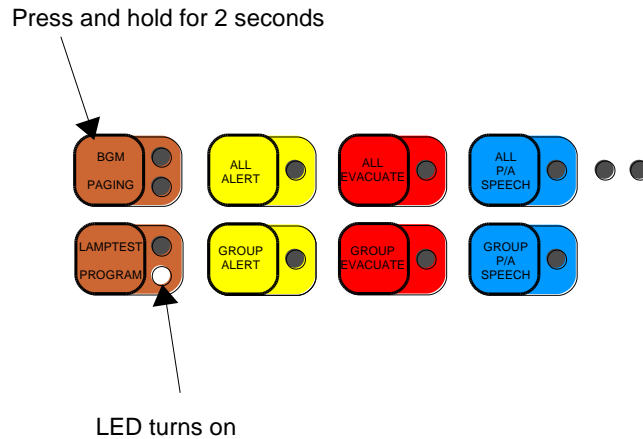 Press and hold for 2 seconds
BGM
PAGING
ALL
ALERT
ALL
EVACUATE
ALL
P/A
SPEECH
LAMPTEST
PROGRAM
GROUP
ALERT
GROUP
EVACUATE
GROUP
P/A
SPEECH
LED turns on